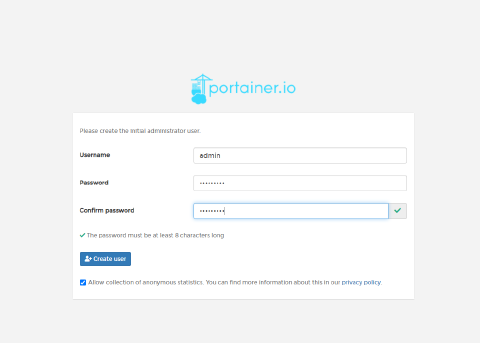 portainer.io
Please create the initial administrator user.
Username
admin
Password
•••••••••
Confirm password
•••••••••
The password must be at least 8 characters long
Create user
Allow collection of anonymous statistics. You can find more information about this in our privacy policy.